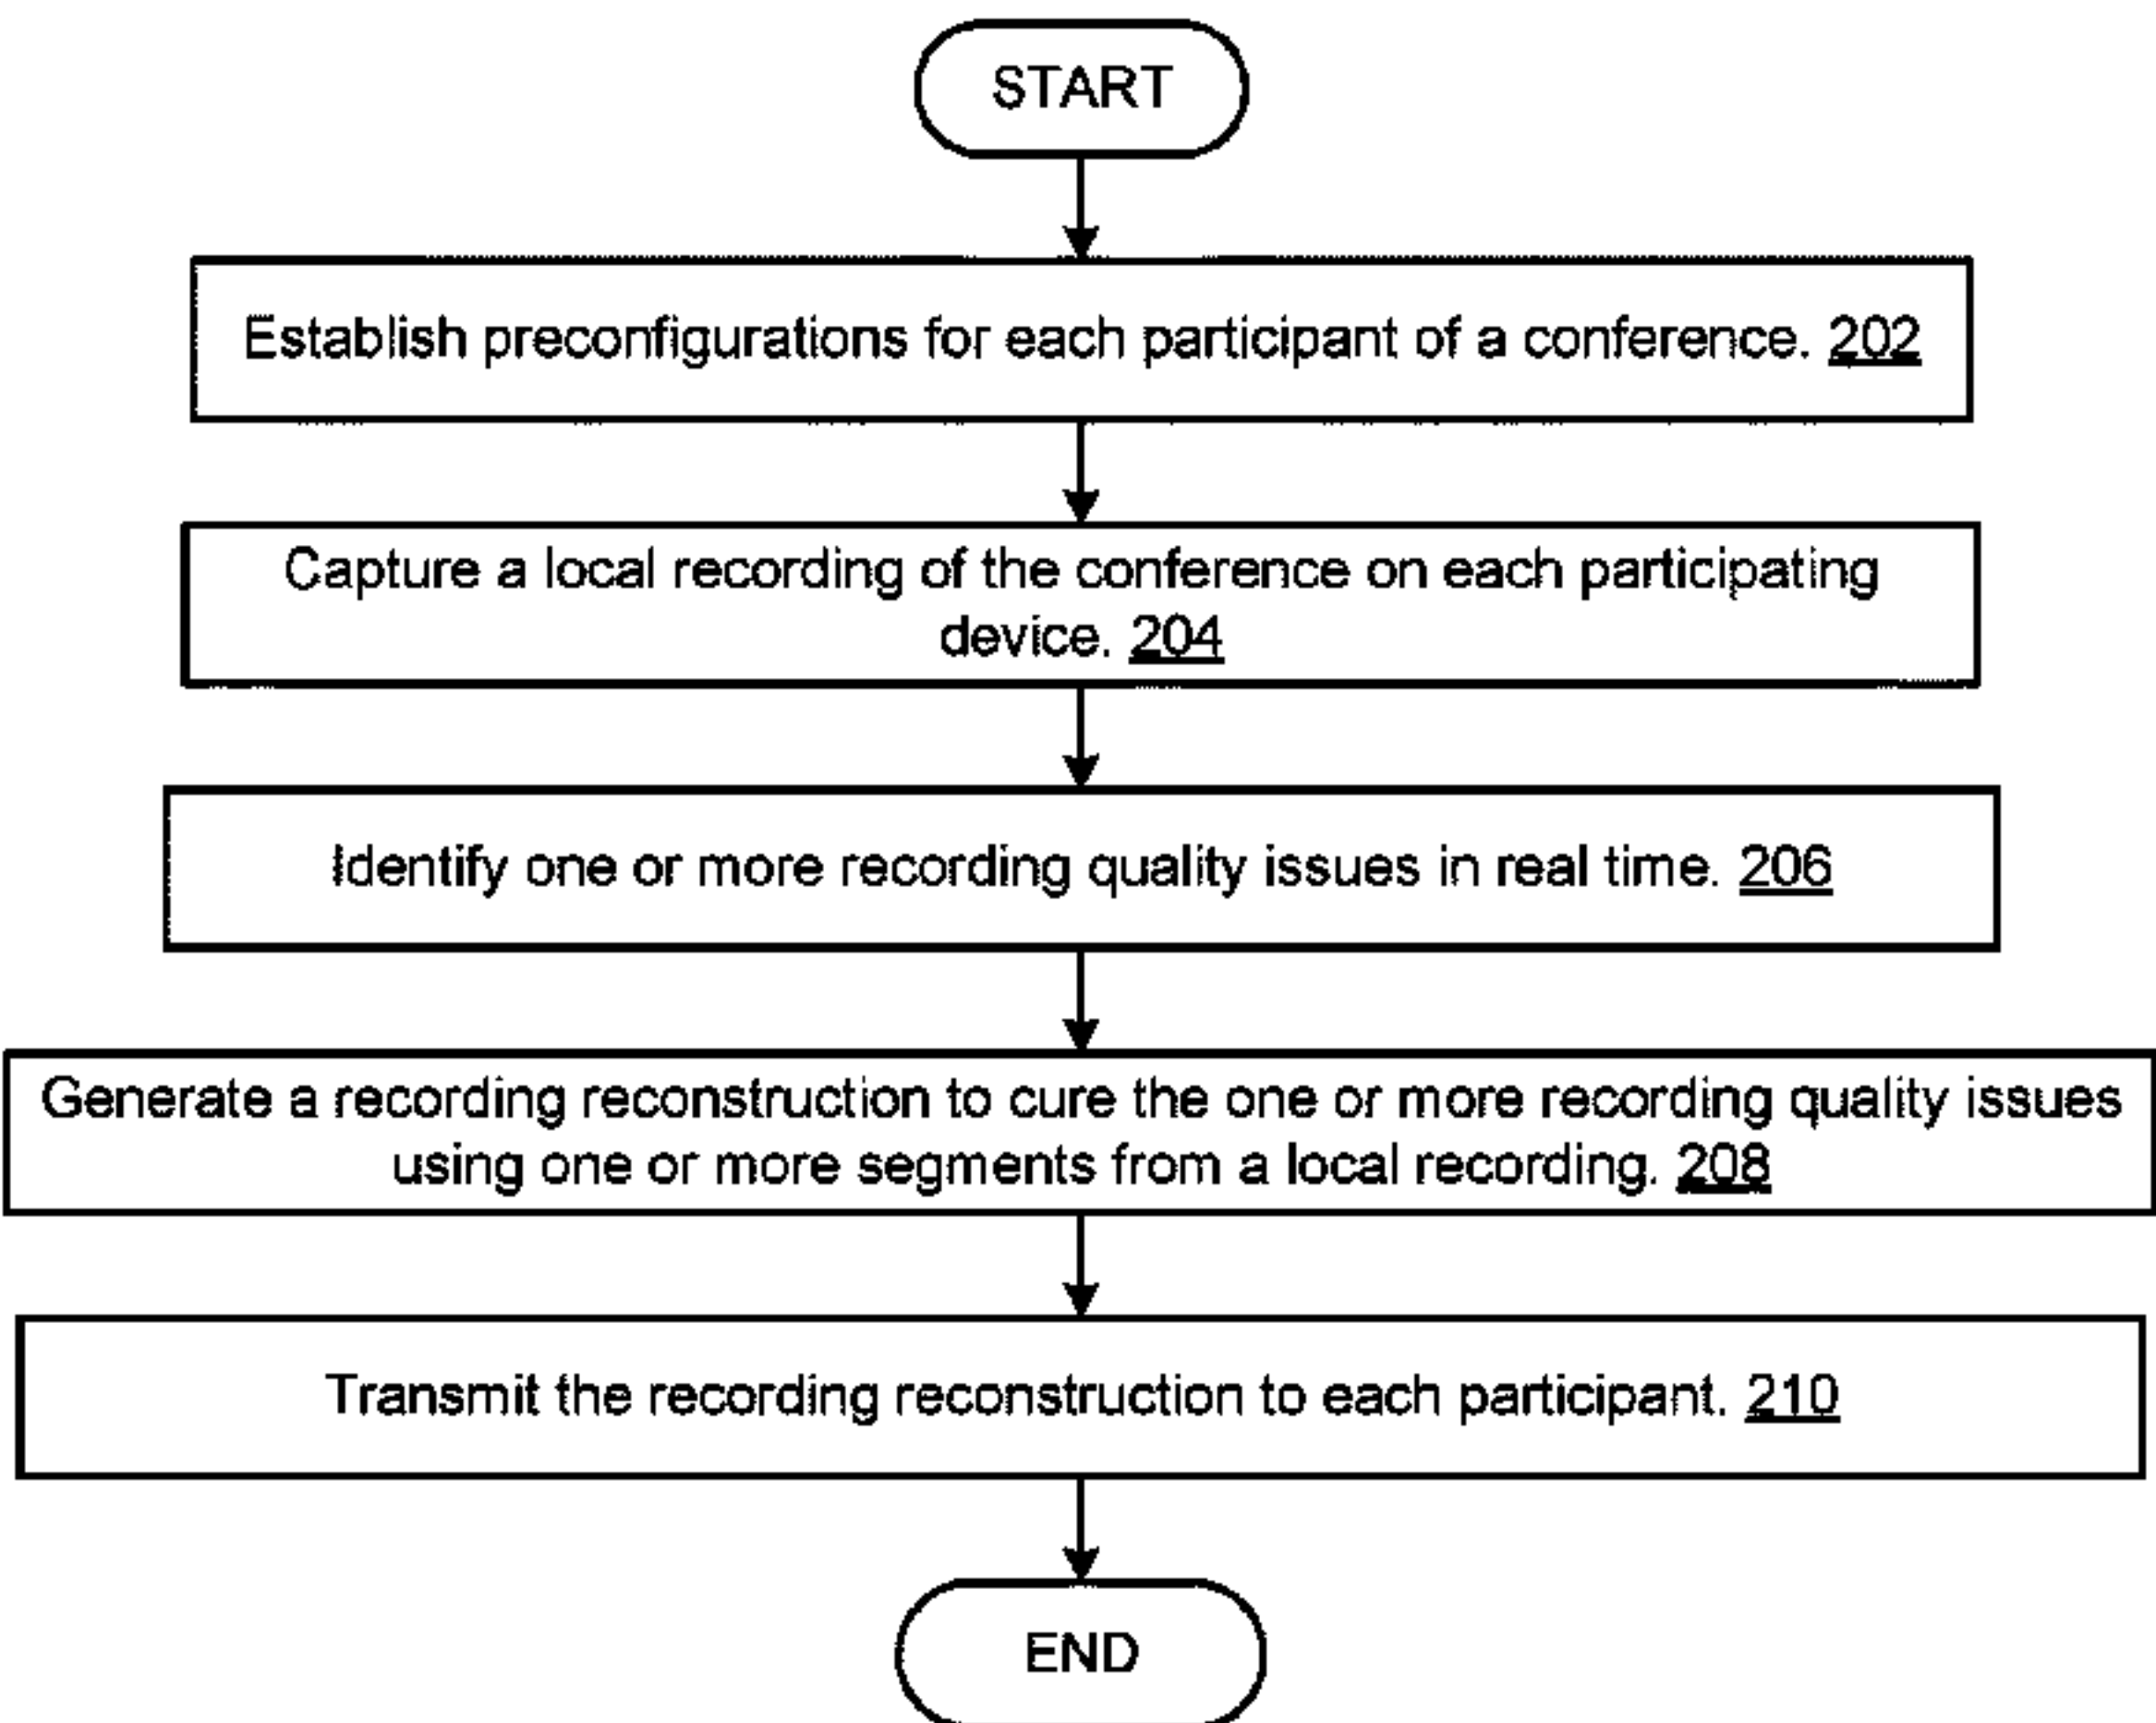 START
Establish preconfigurations for each participant of a conference. 202
Capture a local recording of the conference on each participating
device. 204
Identify one or more recording quality issues in real time. 206
Generate a recording reconstruction to cure the one or more recording quality issues
using one or more segments from a local recording. 208
Transmit the recording reconstruction to each participant. 210
END